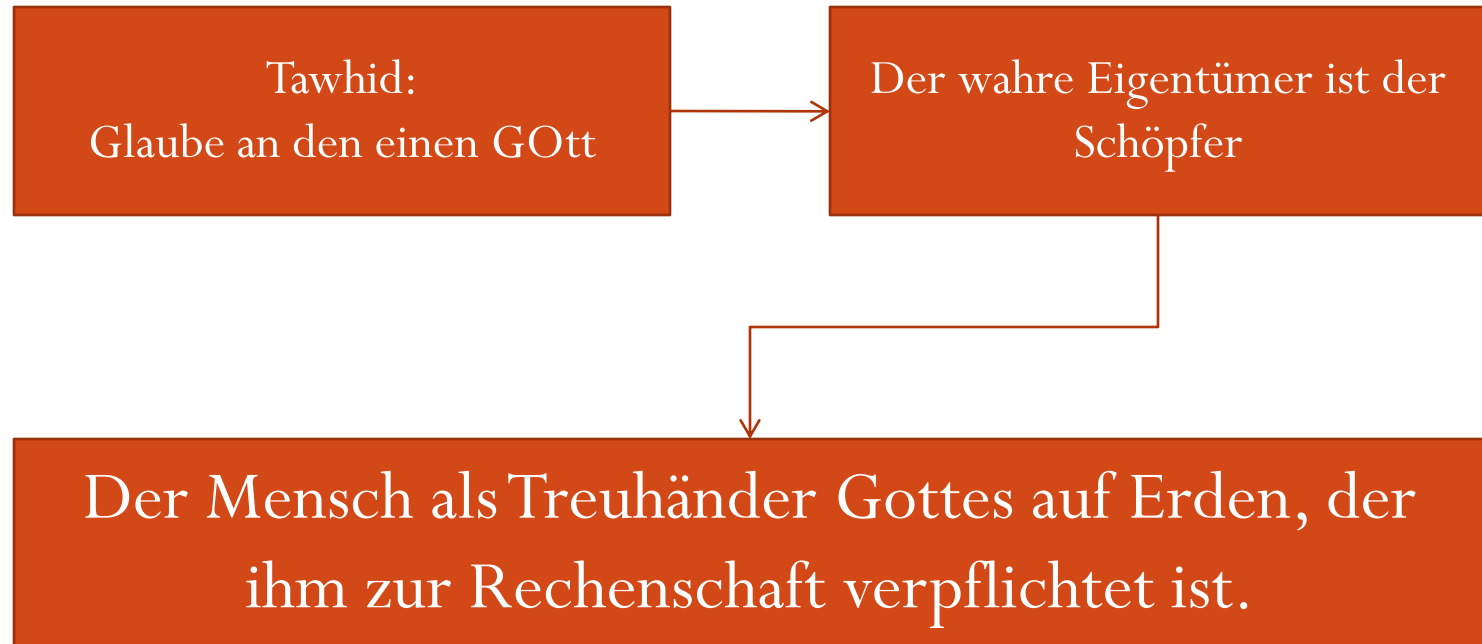 Tawhid:
Glaube an den einen GOtt
Der wahre Eigentümer ist der
Schöpfer
Der Mensch als Treuhänder Gottes auf Erden, der
ihm zur Rechenschaft verpflichtet ist.